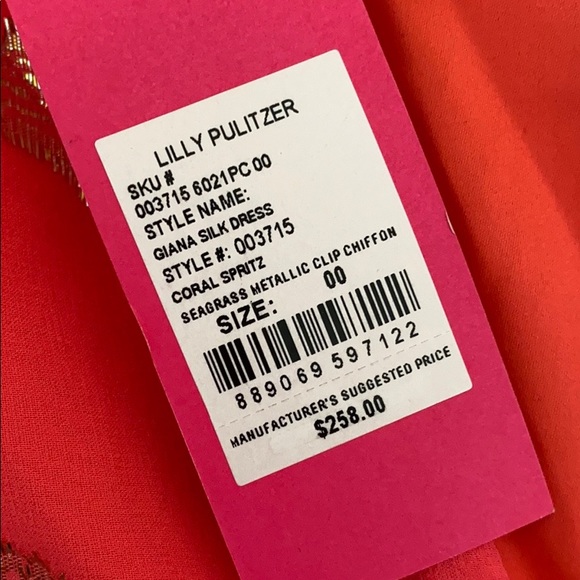 LILLY PULITZER
SKU #
003715 6021PC 00
STYLE NAME:
GIANA SILK DRESS
STYLE #: 003715
CORAL SPRITZ
SEAGRASS METALLIC CLIP CHIFFON
SIZE: 00
889069 597122
MANUFACTURER'S SUGGESTED PRICE
$258.00